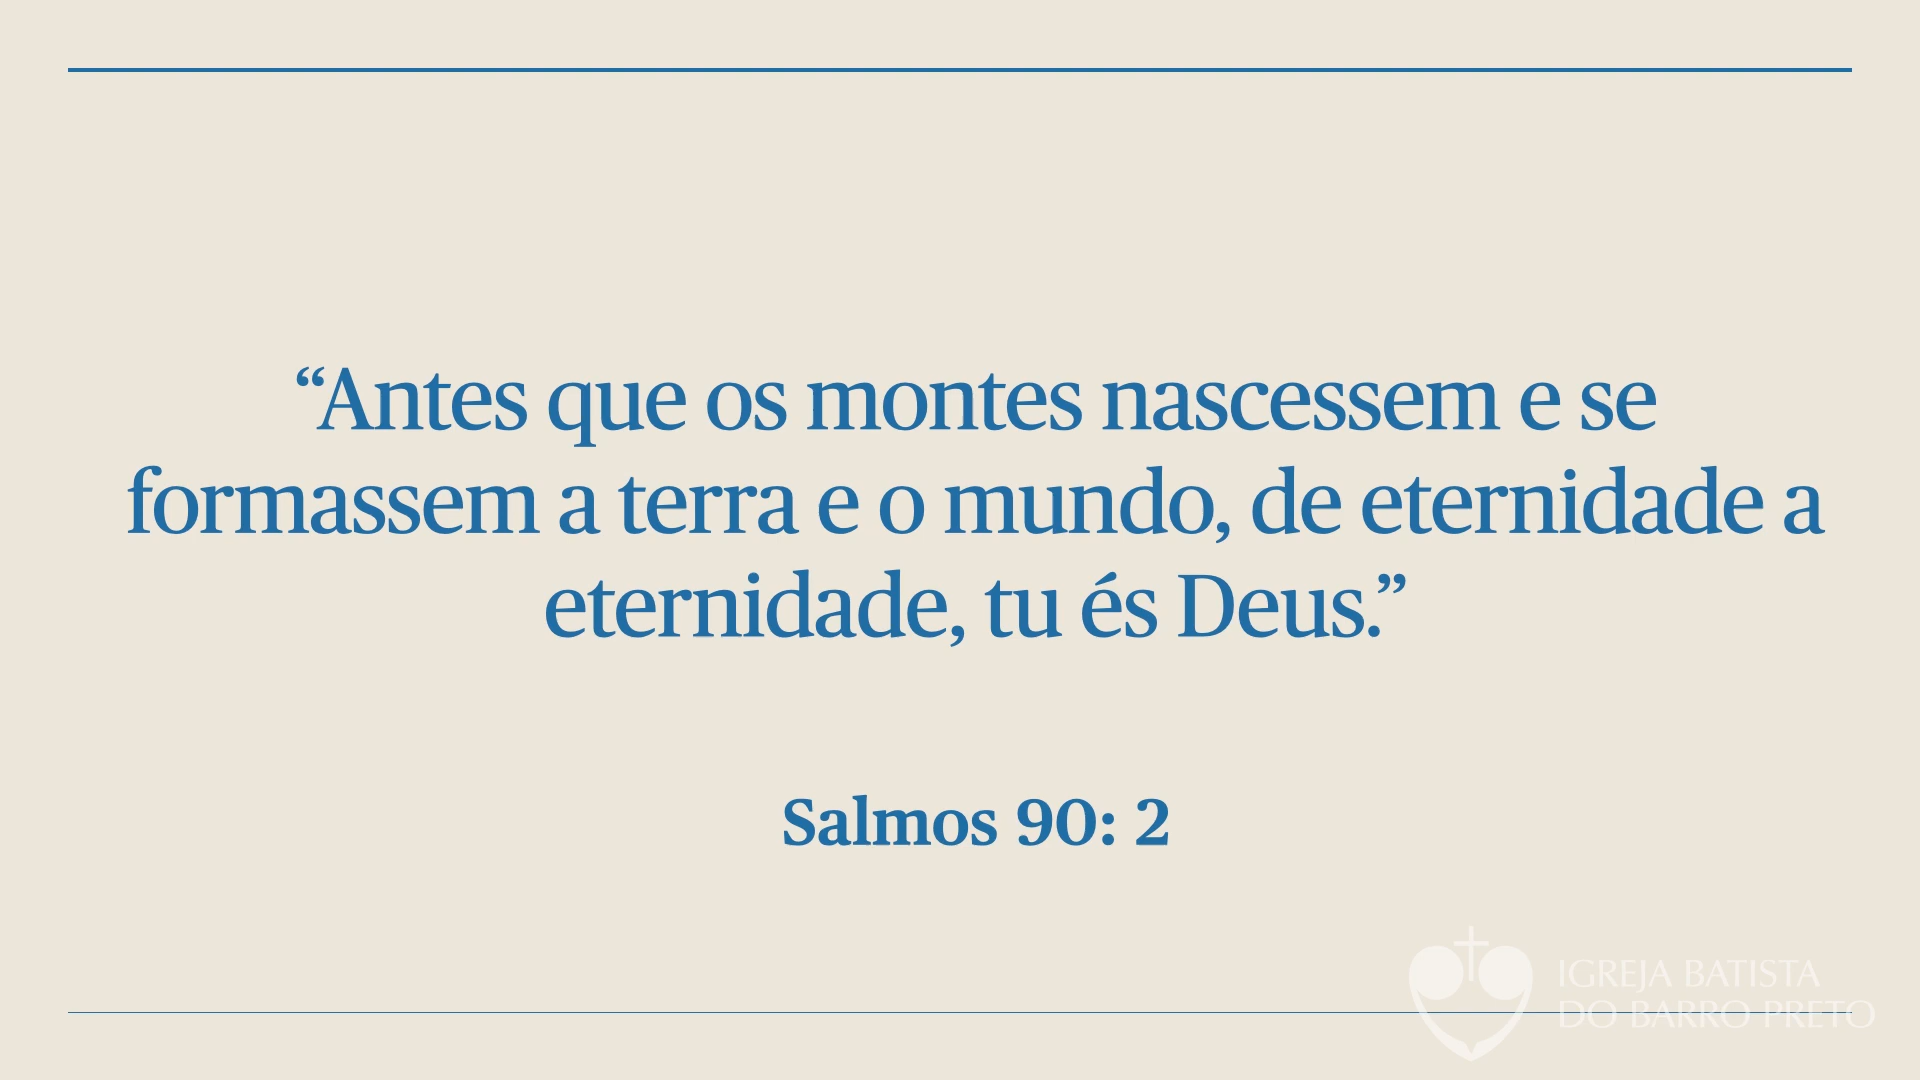 “Antes que os montes nascessem e se
formassem a terra e o mundo, de eternidade a
eternidade, tu és Deus.”
Salmos 90: 2
IGREJA BATISTA
DO BARRO PRETO